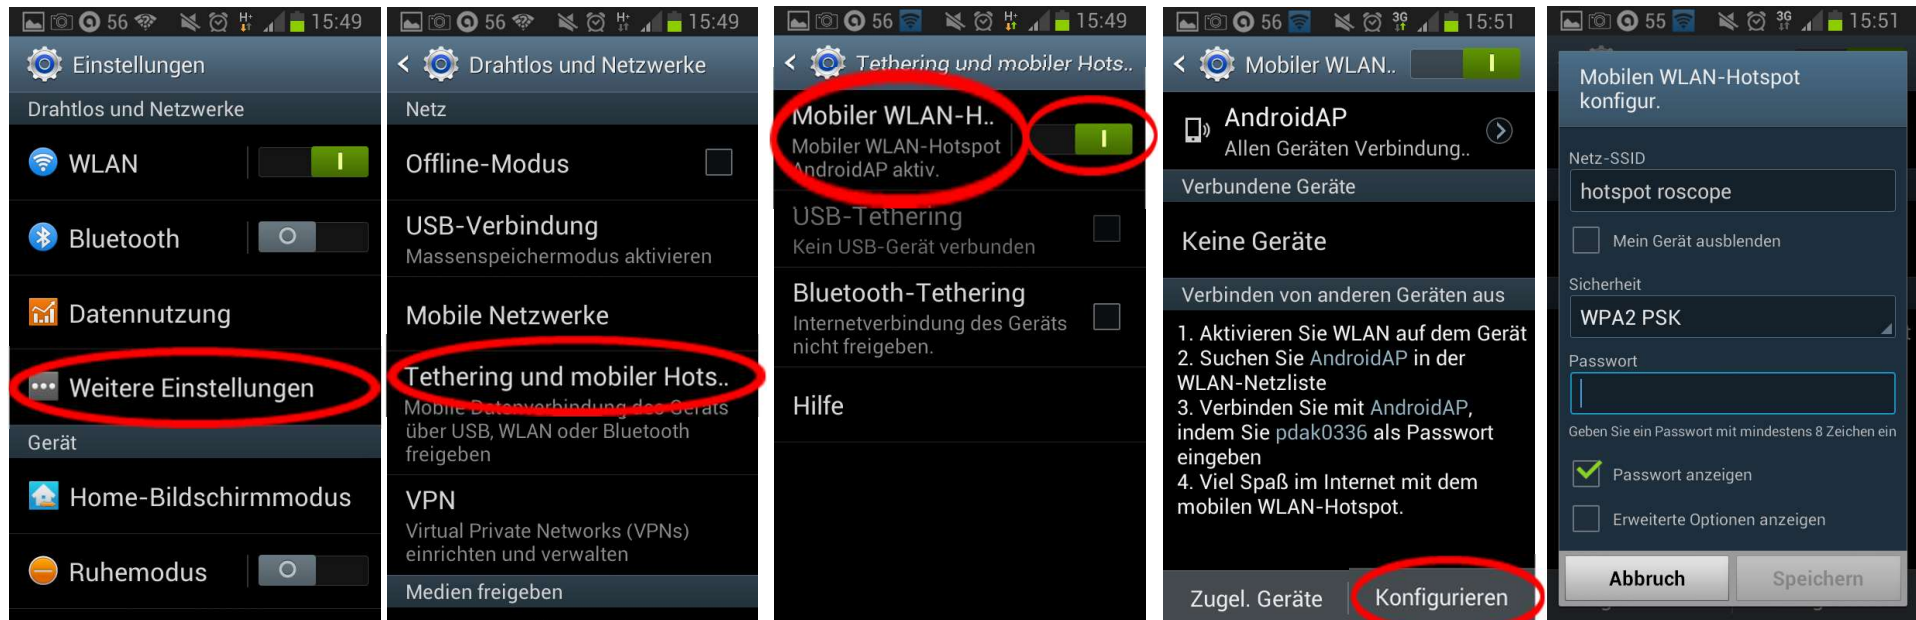 56 15:49
Einstellungen
Drahtlos und Netzwerke
WLAN
Bluetooth
Datennutzung
Weitere Einstellungen
Gerät
Home-Bildschirmmodus
Ruhemodus
56 H+ 15:49
Drahtlos und Netzwerke
Netz
Offline-Modus
USB-Verbindung
Massenspeichermodus aktivieren
Mobile Netzwerke
Tethering und mobiler Hots..
Mobile Datenverbindung des Geräts
über USB, WLAN oder Bluetooth
freigeben
VPN
Virtual Private Networks (VPNs)
einrichten und verwalten
Medien freigeben
56 H+ 15:49
Tethering und mobiler Hots..
Mobiler WLAN-H..
Mobiler WLAN-Hotspot
AndroidAP aktiv.
USB-Tethering
Kein USB-Gerät verbunden
Bluetooth-Tethering
Internetverbindung des Geräts
nicht freigeben.
Hilfe
56 3G 15:51
Mobiler WLAN..
AndroidAP
Allen Geräten Verbindung..
Verbundene Geräte
Keine Geräte
Verbinden von anderen Geräten aus
1. Aktivieren Sie WLAN auf dem Gerät
2. Suchen Sie AndroidAP in der
WLAN-Netzliste
3. Verbinden Sie mit AndroidAP,
indem Sie pdak0336 als Passwort
eingeben
4. Viel Spaß im Internet mit dem
mobilen WLAN-Hotspot.
Zugel. Geräte Konfigurieren
55 3G 15:51
Mobilen WLAN-Hotspot
konfigur.
Netz-SSID
hotspot roscope
Mein Gerät ausblenden
Sicherheit
WPA2 PSK
Passwort
Geben Sie ein Passwort mit mindestens 8 Zeichen ein
Passwort anzeigen
Erweiterte Optionen anzeigen
Abbruch Speichern